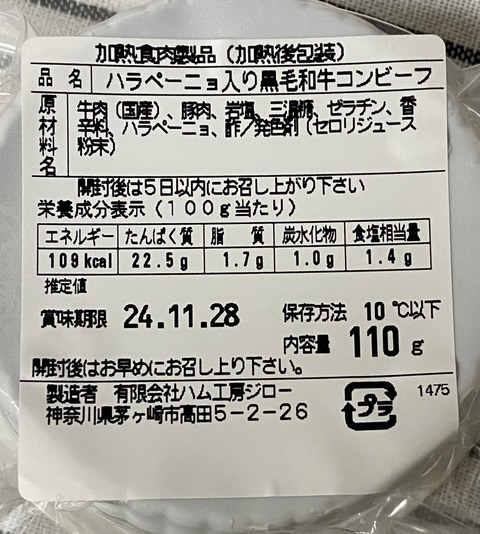 加熱食肉製品（加熱後包装）
品名 ハラペーニョ入り黒毛和牛コンビーフ
原材料名 牛肉（国産）、豚肉、岩塩、三温糖、ゼラチン、香
辛料、ハラペーニョ、酢／発色剤（セロリジュース
粉末）
開封後は５日以内にお召し上がり下さい
栄養成分表示（１００g当たり）
エネルギー たんぱく質 脂質 炭水化物 食塩相当量
109kcal 22.5g 1.7g 1.0g 1.4g
推定値
賞味期限 24.11.28 保存方法 10℃以下
内容量 110g
開封後はお早めにお召し上り下さい。
製造者 有限会社ハム工房ジロー
神奈川県茅ヶ崎市高田５－２－２６
プラ
1475